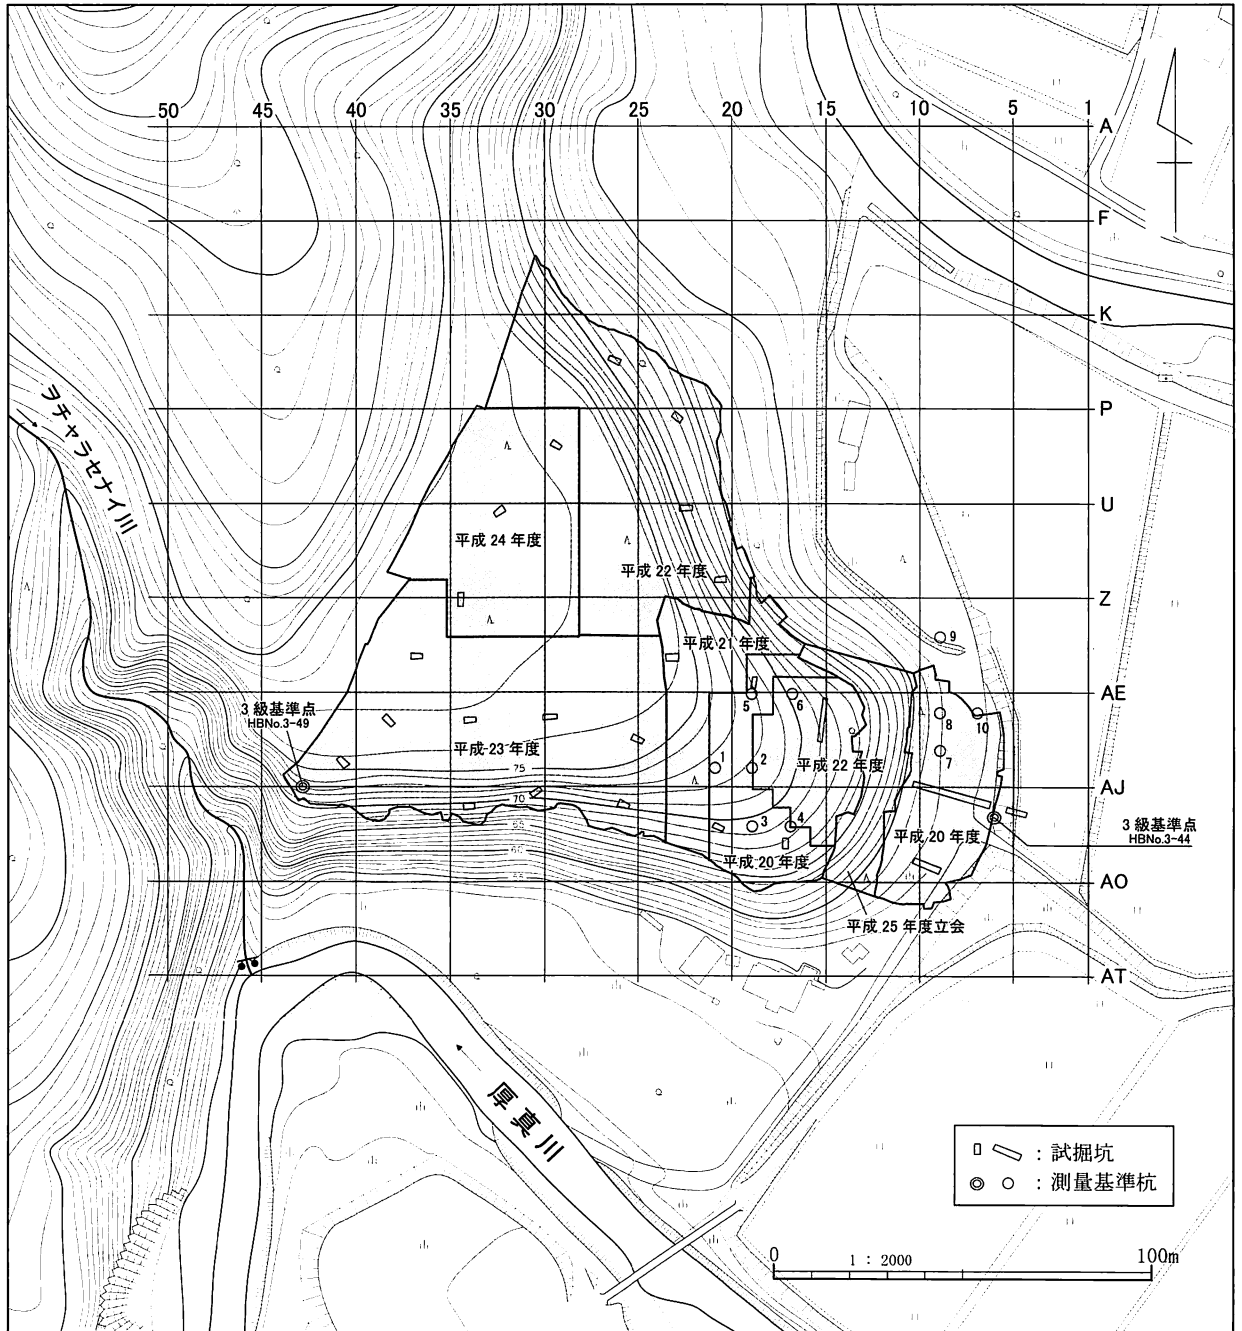 50 45 40 35 30 25 20 15 10 5 1
A
F
K
P
U
Z
AE
AJ
AO
AT
ヲチャラセナイ川
平成 24 年度
平成 22 年度
平成 21 年度
9
3 級基準点
HBNo.3-49
平成 23 年度
75
70
65
60
5
6
8
10
7
1
2
平成 22 年度
3
4
平成 20 年度
平成 20 年度
3 級基準点
HBNo.3-44
平成 25 年度立会
厚真川
：試掘坑
：測量基準杭
0 1 : 2000 100m